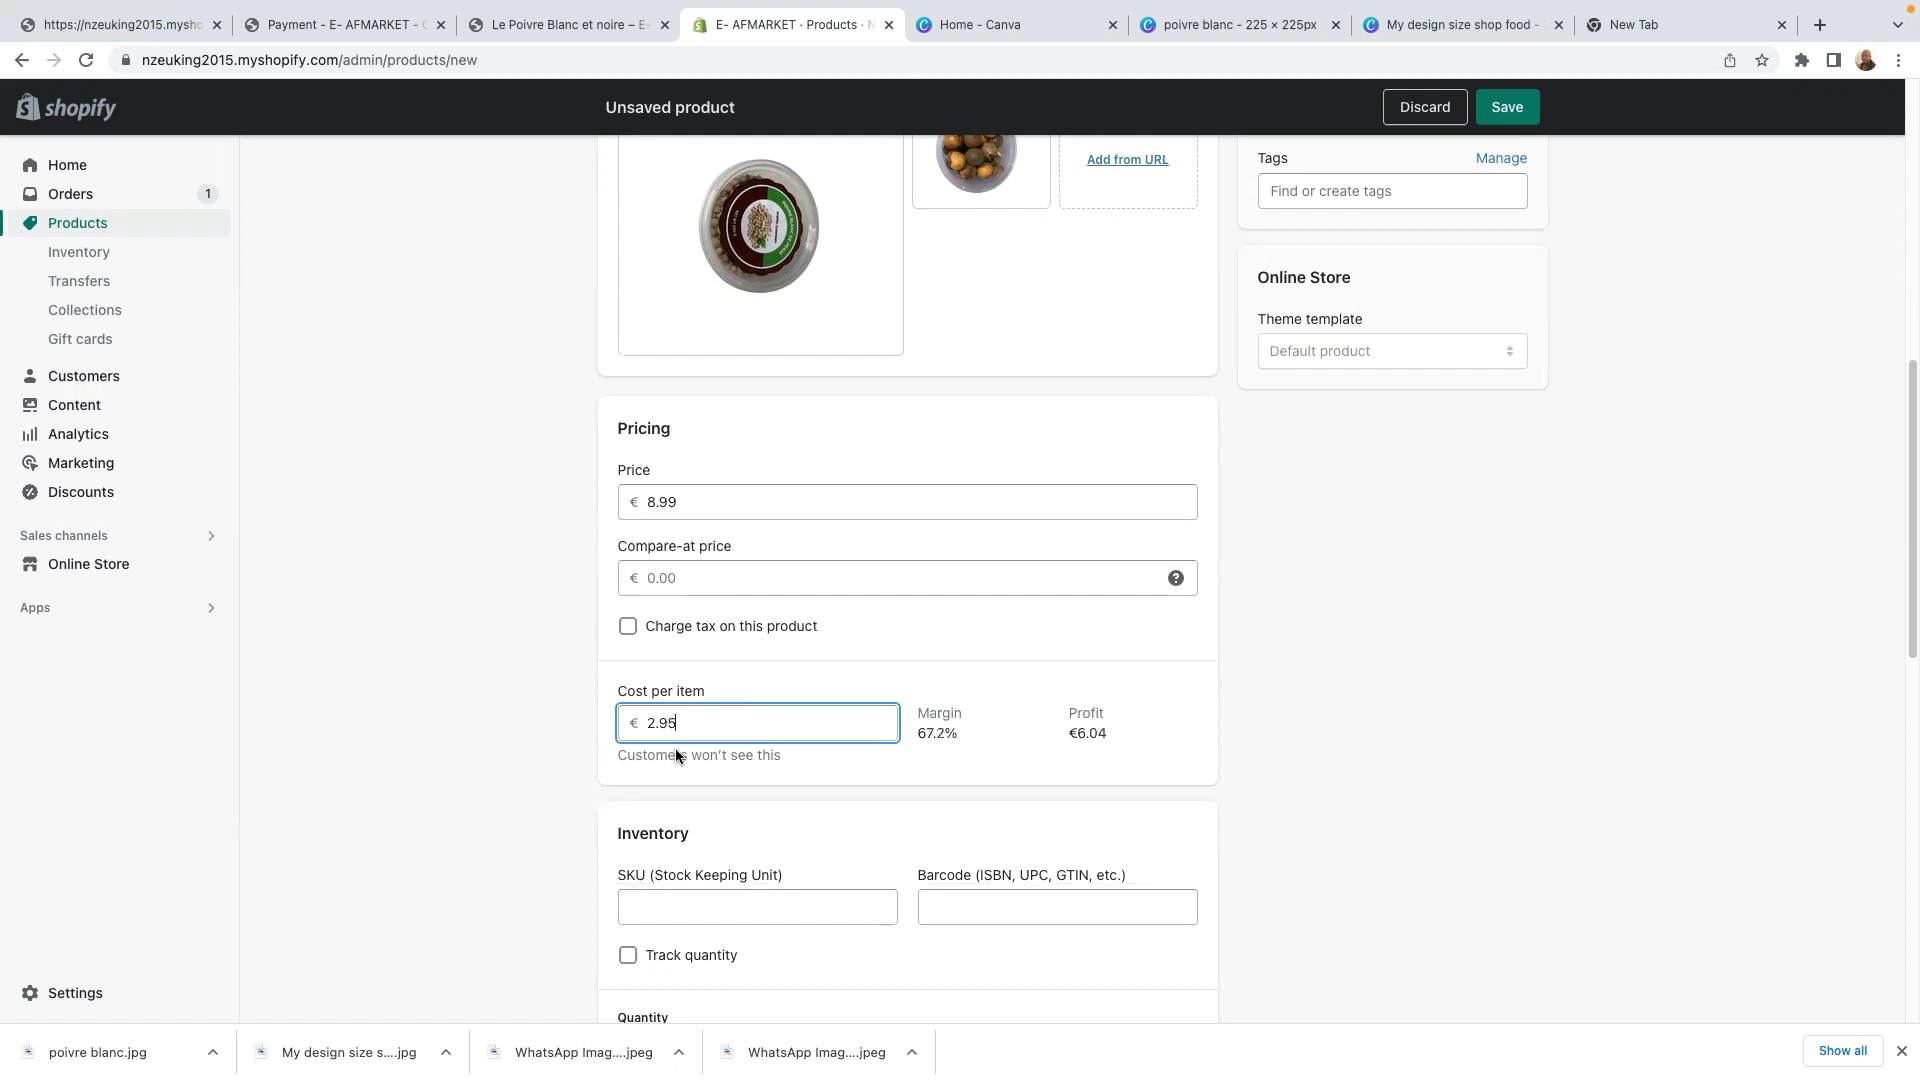 https://nzeuking2015.mysho
Payment - E- AFMARKET -
Le Poivre Blanc et noire – E-
E- AFMARKET · Products ·
Home - Canva
poivre blanc - 225 × 225px
My design size shop food -
New Tab
nzeuking2015.myshopify.com/admin/products/new
shopify
Unsaved product
Discard
Save
Home
Orders
1
Products
Inventory
Transfers
Collections
Gift cards
Customers
Content
Analytics
Marketing
Discounts
Sales channels
Online Store
Apps
Settings
Add from URL
Pricing
Price
€ 8.99
Compare-at price
€ 0.00
?
Charge tax on this product
Cost per item
€ 2.95
Customers won't see this
Margin
67.2%
Profit
€6.04
Inventory
SKU (Stock Keeping Unit)
Barcode (ISBN, UPC, GTIN, etc.)
Track quantity
Quantity
Tags
Manage
Find or create tags
Online Store
Theme template
Default product
poivre blanc.jpg
My design size s....jpg
WhatsApp Imag....jpeg
WhatsApp Imag....jpeg
Show all